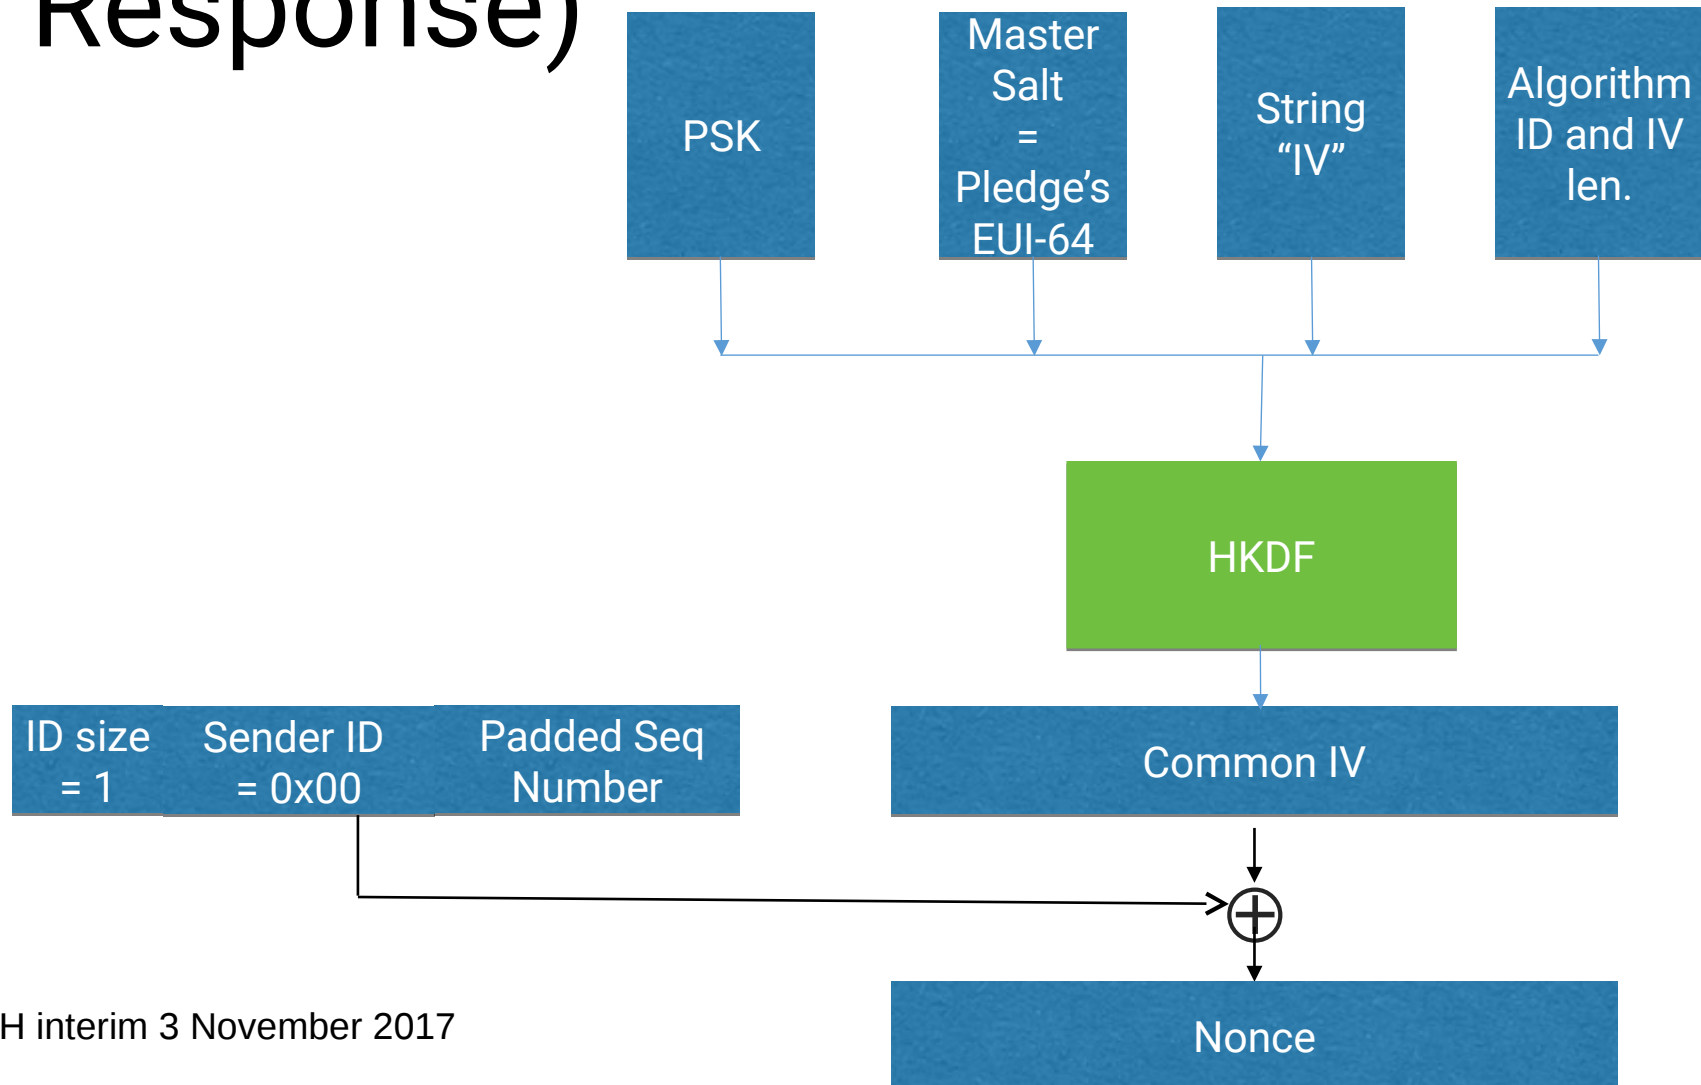 Response)
PSK
Master
Salt
=
Pledge’s
EUI-64
String
“IV”
Algorithm
ID and IV
len.
HKDF
ID size
= 1
Sender ID
= 0x00
Padded Seq
Number
Common IV
Nonce
H interim 3 November 2017